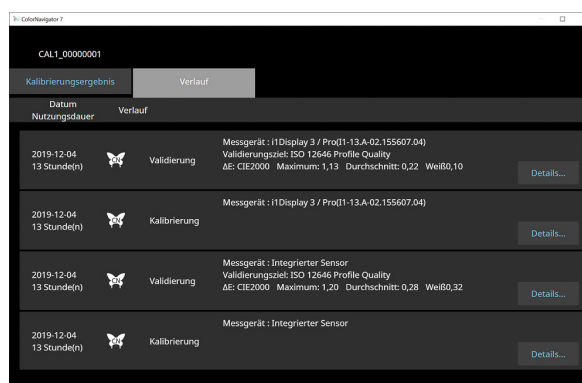 ColorNavigator 7
CAL1_00000001
Kalibrierungsergebnis
Verlauf
Datum
Nutzungsdauer
Verlauf
2019-12-04
13 Stunde(n)
CN
Validierung
Messgerät : i1Display 3 / Pro(I1-13.A-02.155607.04)
Validierungsziel: ISO 12646 Profile Quality
ΔE: CIE2000 Maximum: 1,13 Durchschnitt: 0,22 Weiß0,10
Details...
2019-12-04
13 Stunde(n)
CN
Kalibrierung
Messgerät : i1Display 3 / Pro(I1-13.A-02.155607.04)
Details...
2019-12-04
13 Stunde(n)
CN
Validierung
Messgerät : Integrierter Sensor
Validierungsziel: ISO 12646 Profile Quality
ΔE: CIE2000 Maximum: 1,20 Durchschnitt: 0,28 Weiß0,32
Details...
2019-12-04
13 Stunde(n)
CN
Kalibrierung
Messgerät : Integrierter Sensor
Details...